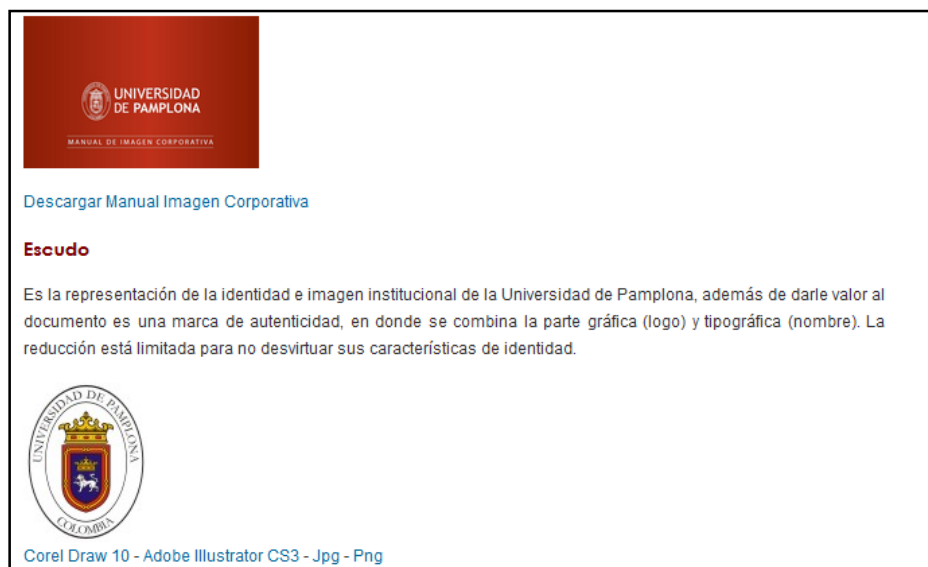 UNIVERSIDAD
DE PAMPLONA
MANUAL DE IMAGEN CORPORATIVA
Descargar Manual Imagen Corporativa
Escudo
Es la representación de la identidad e imagen institucional de la Universidad de Pamplona, además de darle valor al
documento es una marca de autenticidad, en donde se combina la parte gráfica (logo) y tipográfica (nombre). La
reducción está limitada para no desvirtuar sus características de identidad.
UNIVERSIDAD DE PAMPLONA
COLOMBIA
Corel Draw 10 - Adobe Illustrator CS3 - Jpg - Png